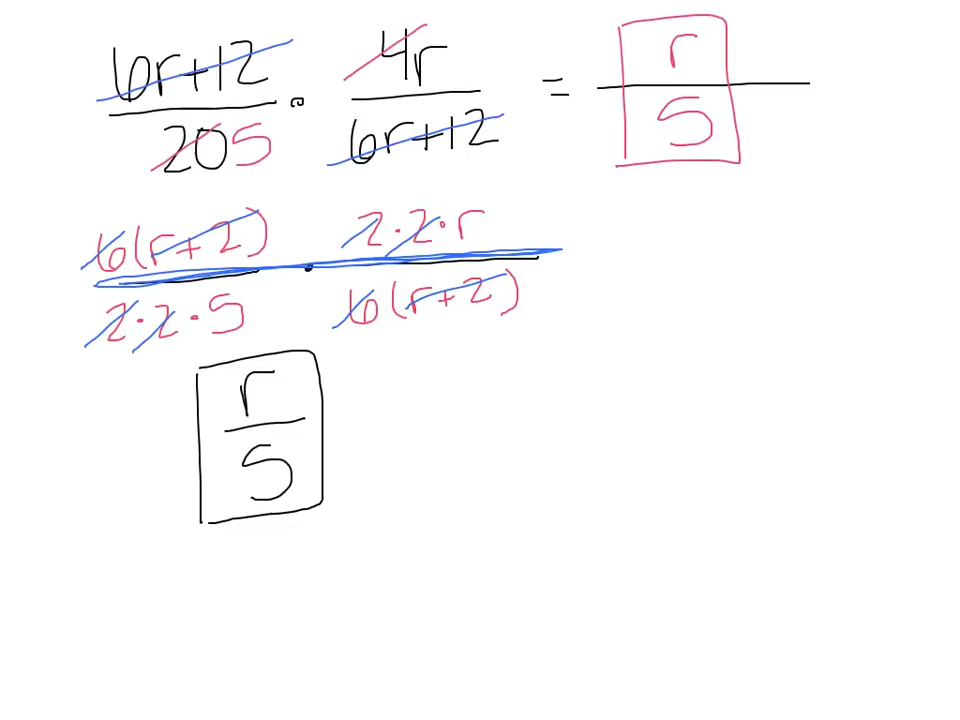 6r+12 / 20 5 · 4r / 6r+12 = r / 5
6(r+2) / 2·2·5 · 2·2·r / 6(r+2)
r / 5